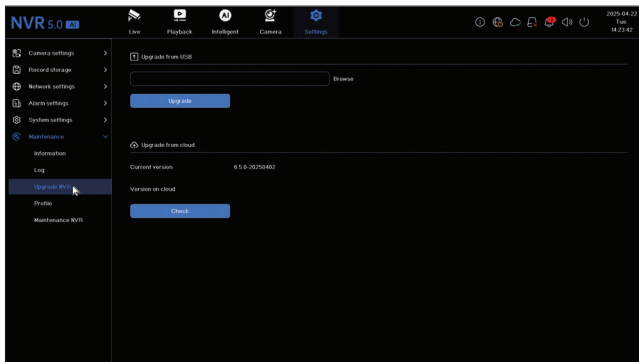 NVR 5.0 AI
Live
Playback
Intelligent
Camera
Settings
2025-04-22
Tue
14:23:42
Camera settings
Record storage
Network settings
Alarm settings
System settings
Maintenance
Information
Log
Upgrade NVR
Profile
Maintenance NVR
Upgrade from USB
Browse
Upgrade
Upgrade from cloud
Current version 6.5.0-20250402
Version on cloud
Check